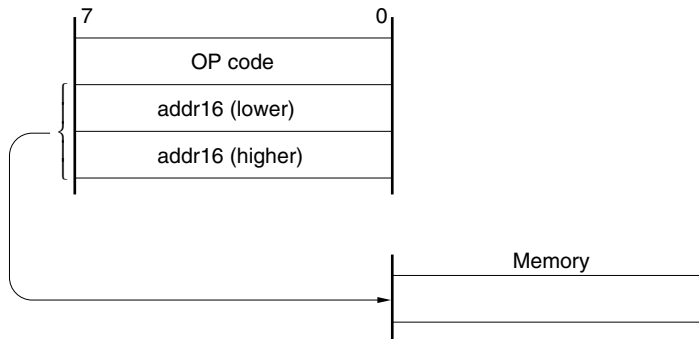 7 0
OP code
addr16 (lower)
addr16 (higher)
Memory